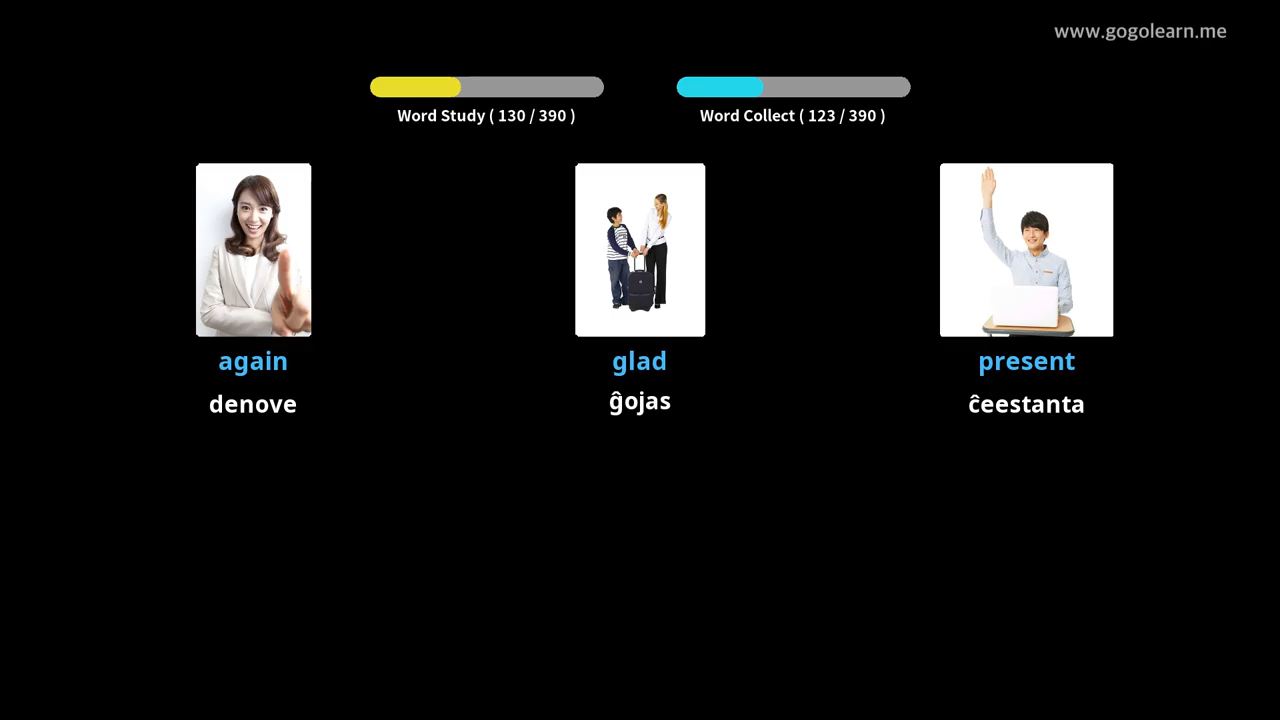 www.gogolearn.me
Word Study ( 130 / 390 )
Word Collect ( 123 / 390 )
again
glad
present
denove
ĝojas
ĉeestanta